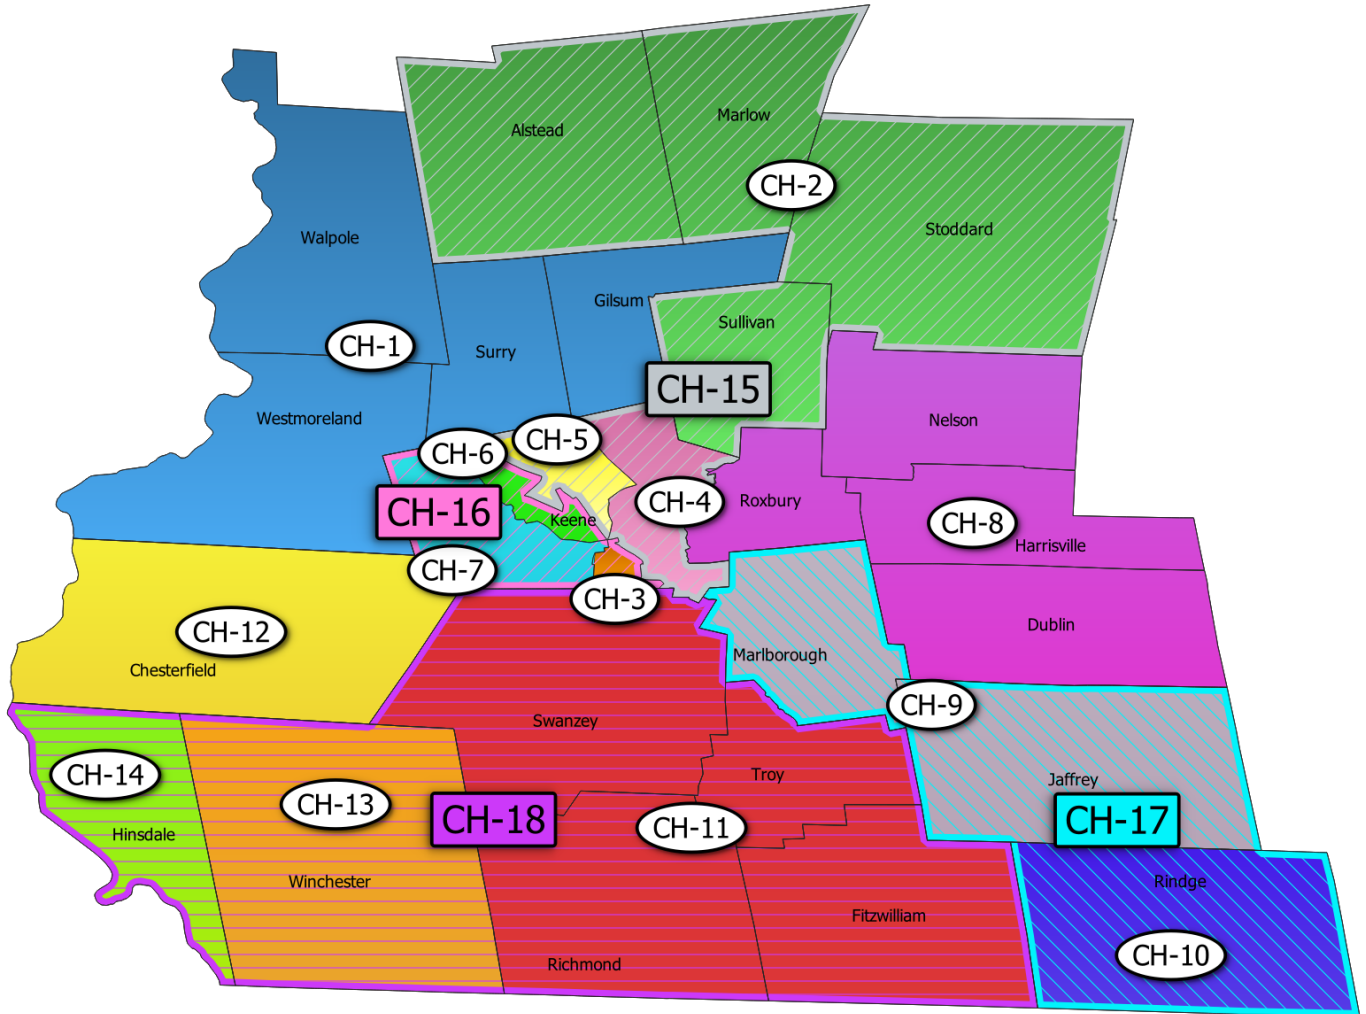 Marlow
Alstead
CH-2
Stoddard
Walpole
Gilsum
Sullivan
CH-1
Surry
CH-15
Westmoreland
Nelson
CH-5
CH-6
CH-4
Roxbury
CH-16
Keene
CH-8
Harrisville
CH-7
CH-3
Dublin
CH-12
Marlborough
Chesterfield
CH-9
Swanzey
CH-14
Troy
Jaffrey
CH-13
CH-18
CH-17
CH-11
Hinsdale
Winchester
Rindge
Fitzwilliam
CH-10
Richmond